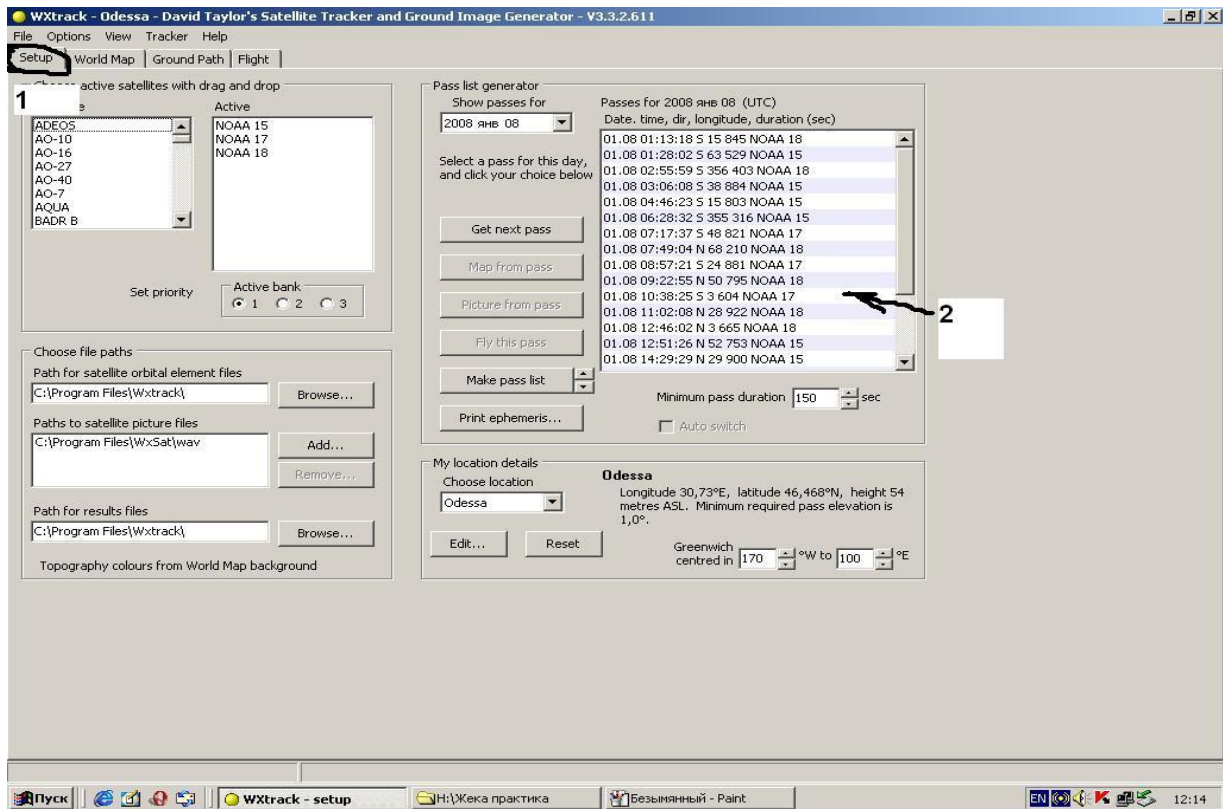 WXtrack - Odessa - David Taylor's Satellite Tracker and Ground Image Generator - V3.3.2.611
File Options View Tracker Help
Setup World Map Ground Path Flight
1
active satellites with drag and drop
Active
ADEOS
AO-10
AO-16
AO-27
AO-40
AO-7
AQUA
BADR B
NOAA 15
NOAA 17
NOAA 18
Set priority
Active bank
1 2 3
Choose file paths
Path for satellite orbital element files
C:\Program Files\Wxtrack\
Browse...
Paths to satellite picture files
C:\Program Files\WxSat\wav
Add...
Remove...
Path for results files
C:\Program Files\Wxtrack\
Browse...
Topography colours from World Map background
Pass list generator
Show passes for
2008 янв 08
Select a pass for this day,
and click your choice below
Get next pass
Map from pass
Picture from pass
Fly this pass
Make pass list
Print ephemeris...
Passes for 2008 янв 08 (UTC)
Date. time, dir, longitude, duration (sec)
01.08 01:13:18 S 15 845 NOAA 18
01.08 01:28:02 S 63 529 NOAA 15
01.08 02:55:59 S 356 403 NOAA 18
01.08 03:06:08 S 38 884 NOAA 15
01.08 04:46:23 S 15 803 NOAA 15
01.08 06:28:32 S 355 316 NOAA 15
01.08 07:17:37 S 48 821 NOAA 17
01.08 07:49:04 N 68 210 NOAA 18
01.08 08:57:21 S 24 881 NOAA 17
01.08 09:22:55 N 50 795 NOAA 18
01.08 10:38:25 S 3 604 NOAA 17
01.08 11:02:08 N 28 922 NOAA 18
01.08 12:46:02 N 3 665 NOAA 18
01.08 12:51:26 N 52 753 NOAA 15
01.08 14:29:29 N 29 900 NOAA 15
2
Minimum pass duration 150 sec
Auto switch
My location details
Choose location
Odessa
Edit... Reset
Odessa
Longitude 30,73°E, latitude 46,468°N, height 54
metres ASL. Minimum required pass elevation is
1,0°.
Greenwich
centred in 170 °W to 100 °E
Пуск WXtrack - setup H:\Жека практика Безымянный - Paint EN 12:14